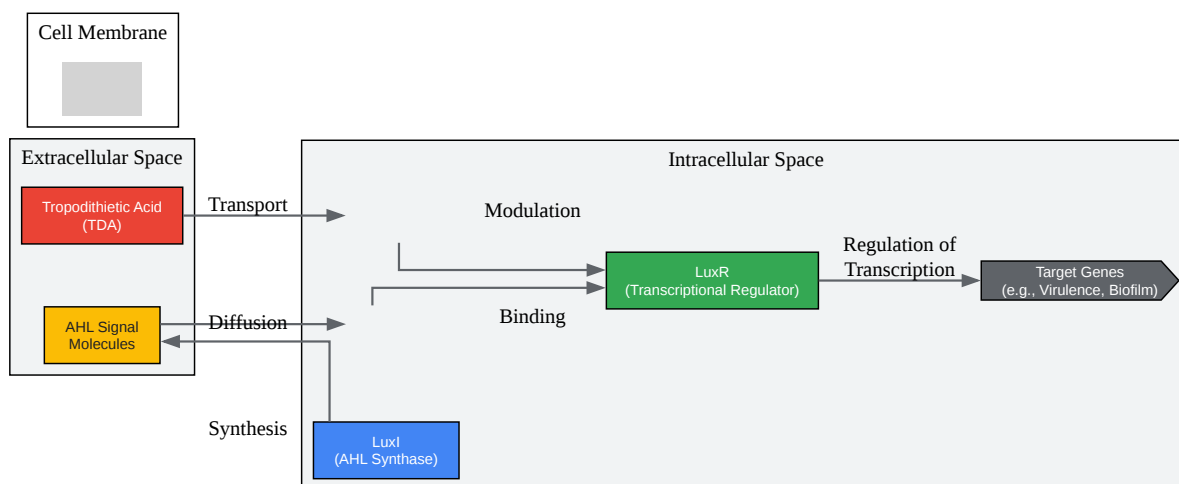 Cell Membrane
Extracellular Space
Intracellular Space
Tropodithietic Acid
(TDA)
Transport
Modulation
Regulation of
Transcription
LuxR
(Transcriptional Regulator)
Target Genes
(e.g., Virulence, Biofilm)
Binding
AHL Signal
Molecules
Diffusion
Synthesis
LuxI
(AHL Synthase)